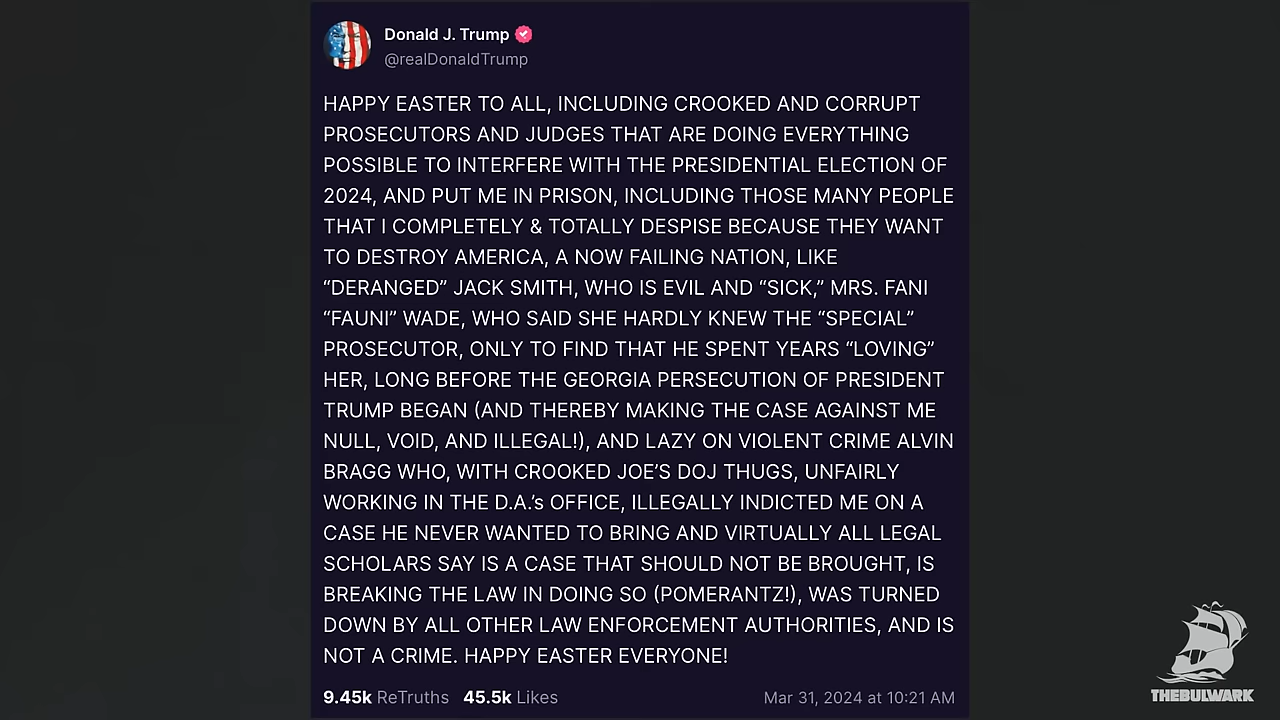 Donald J. Trump
@realDonaldTrump
HAPPY EASTER TO ALL, INCLUDING CROOKED AND CORRUPT
PROSECUTORS AND JUDGES THAT ARE DOING EVERYTHING
POSSIBLE TO INTERFERE WITH THE PRESIDENTIAL ELECTION OF
2024, AND PUT ME IN PRISON, INCLUDING THOSE MANY PEOPLE
THAT I COMPLETELY & TOTALLY DESPISE BECAUSE THEY WANT
TO DESTROY AMERICA, A NOW FAILING NATION, LIKE
“DERANGED” JACK SMITH, WHO IS EVIL AND “SICK,” MRS. FANI
“FAUNI” WADE, WHO SAID SHE HARDLY KNEW THE “SPECIAL”
PROSECUTOR, ONLY TO FIND THAT HE SPENT YEARS “LOVING”
HER, LONG BEFORE THE GEORGIA PERSECUTION OF PRESIDENT
TRUMP BEGAN (AND THEREBY MAKING THE CASE AGAINST ME
NULL, VOID, AND ILLEGAL!), AND LAZY ON VIOLENT CRIME ALVIN
BRAGG WHO, WITH CROOKED JOE’S DOJ THUGS, UNFAIRLY
WORKING IN THE D.A.’s OFFICE, ILLEGALLY INDICTED ME ON A
CASE HE NEVER WANTED TO BRING AND VIRTUALLY ALL LEGAL
SCHOLARS SAY IS A CASE THAT SHOULD NOT BE BROUGHT, IS
BREAKING THE LAW IN DOING SO (POMERANTZ!), WAS TURNED
DOWN BY ALL OTHER LAW ENFORCEMENT AUTHORITIES, AND IS
NOT A CRIME. HAPPY EASTER EVERYONE!
9.45k ReTruths 45.5k Likes Mar 31, 2024 at 10:21 AM
THEBULWARK